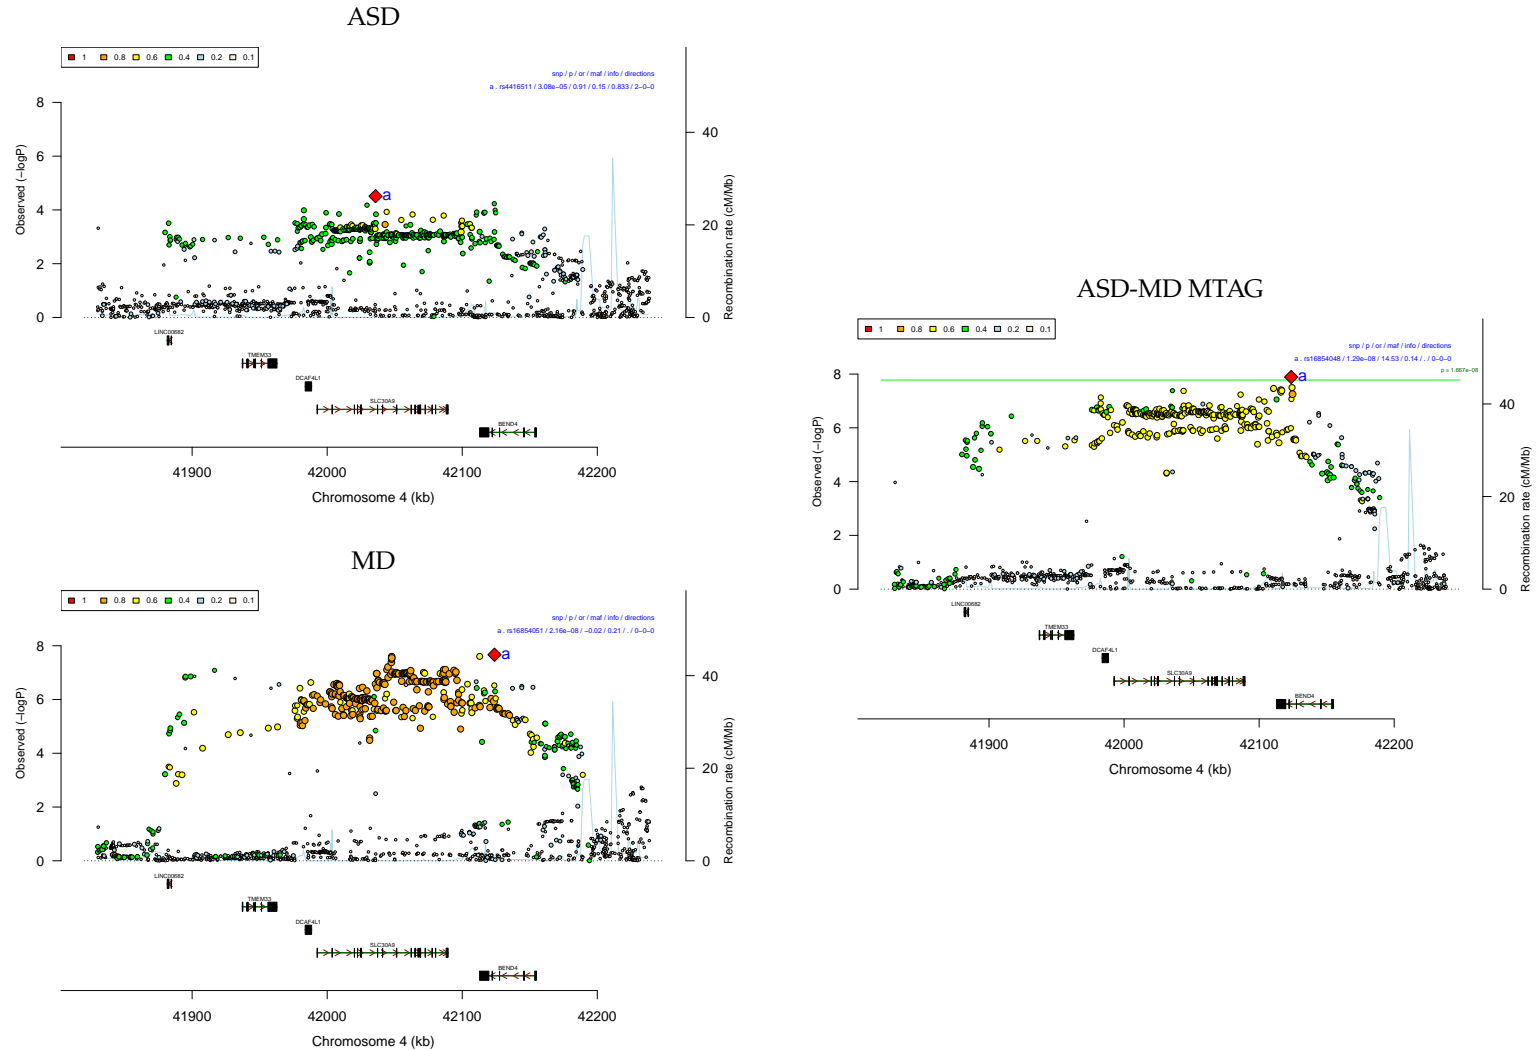 ASD
1 0.8 0.6 0.4 0.2 0.1
snp / p / or / maf / info / directions
a . rs4416511 / 3.08e−05 / 0.91 / 0.15 / 0.833 / 2−0−0
Observed (−logP)
8
6
4
2
0
40
20
0
Recombination rate (cM/Mb)
a
LINC00682
TMEM33
DCAF4L1
SLC30A9
BEND4
41900 42000 42100 42200
Chromosome 4 (kb)
MD
1 0.8 0.6 0.4 0.2 0.1
snp / p / or / maf / info / directions
a . rs16854051 / 2.16e−08 / −0.02 / 0.21 / . / 0−0−0
Observed (−logP)
8
6
4
2
0
40
20
0
Recombination rate (cM/Mb)
a
LINC00682
TMEM33
DCAF4L1
SLC30A9
BEND4
41900 42000 42100 42200
Chromosome 4 (kb)
ASD-MD MTAG
1 0.8 0.6 0.4 0.2 0.1
snp / p / or / maf / info / directions
a . rs16854048 / 1.29e−08 / 14.53 / 0.14 / . / 0−0−0
p = 1.667e−08
Observed (−logP)
8
6
4
2
0
40
20
0
Recombination rate (cM/Mb)
a
LINC00682
TMEM33
DCAF4L1
SLC30A9
BEND4
41900 42000 42100 42200
Chromosome 4 (kb)